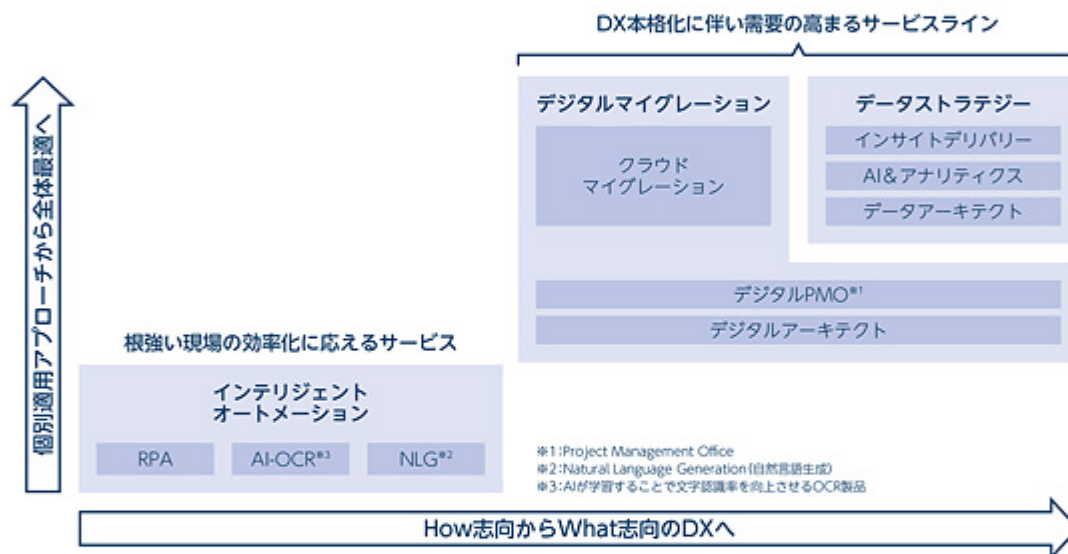 DX本格化に伴い需要の高まるサービスライン
デジタルマイグレーション
クラウド
マイグレーション
データストラテジー
インサイトデリバリー
AI&アナリティクス
データアーキテクト
デジタルPMO※1
デジタルアーキテクト
個別適用アプローチから全体最適へ
根強い現場の効率化に応えるサービス
インテリジェント
オートメーション
RPA
AI-OCR※3
NLG※2
※1:Project Management Office
※2:Natural Language Generation(自然言語生成)
※3:AIが学習することで文字認識率を向上させるOCR製品
How志向からWhat志向のDXへ